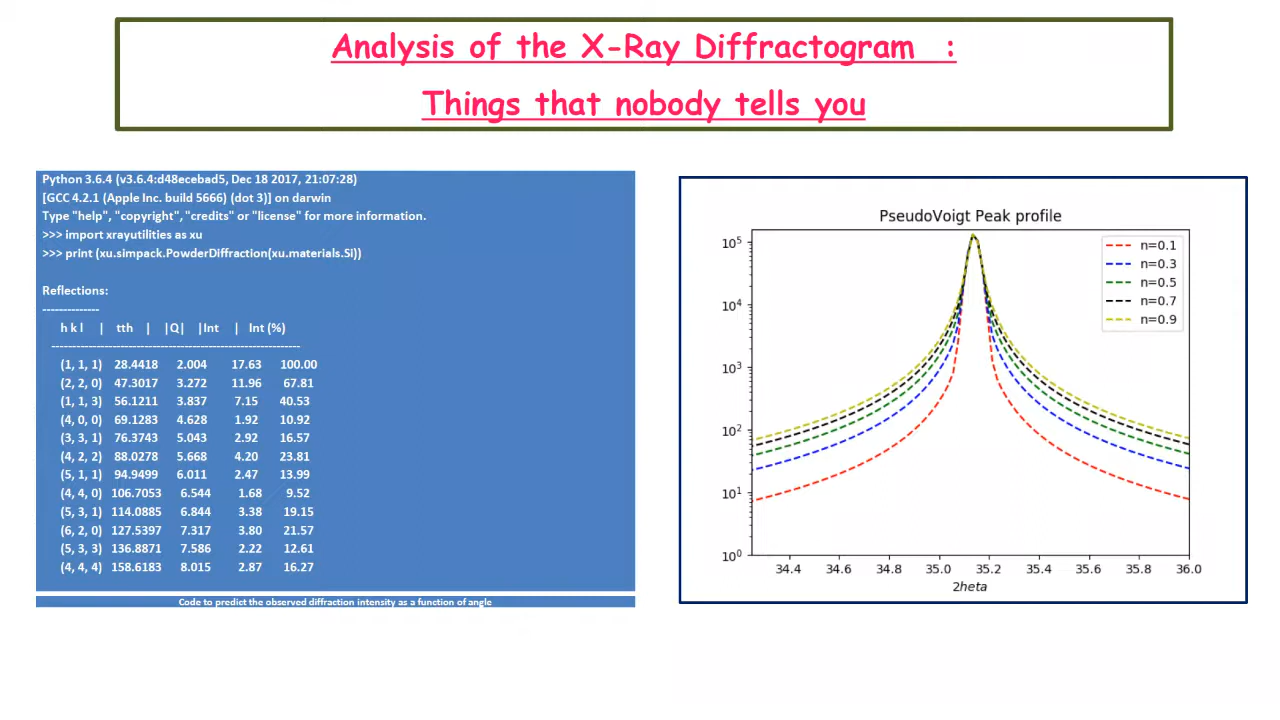 Analysis of the X-Ray Diffractogram :
Things that nobody tells you
Python 3.6.4 (v3.6.4:d48ecebad5, Dec 18 2017, 21:07:28)
[GCC 4.2.1 (Apple Inc. build 5666) (dot 3)] on darwin
Type "help", "copyright", "credits" or "license" for more information.
>>> import xrayutilities as xu
>>> print (xu.simpack.PowderDiffraction(xu.materials.Si))
Reflections:
--------------
h k l | tth | |Q| |Int | Int (%)
------------------------------------------------------------
(1, 1, 1) 28.4418 2.004 17.63 100.00
(2, 2, 0) 47.3017 3.272 11.96 67.81
(1, 1, 3) 56.1211 3.837 7.15 40.53
(4, 0, 0) 69.1283 4.628 1.92 10.92
(3, 3, 1) 76.3743 5.043 2.92 16.57
(4, 2, 2) 88.0278 5.668 4.20 23.81
(5, 1, 1) 94.9499 6.011 2.47 13.99
(4, 4, 0) 106.7053 6.544 1.68 9.52
(5, 3, 1) 114.0885 6.844 3.38 19.15
(6, 2, 0) 127.5397 7.317 3.80 21.57
(5, 3, 3) 136.8871 7.586 2.22 12.61
(4, 4, 4) 158.6183 8.015 2.87 16.27
Code to predict the observed diffraction intensity as a function of angle
PseudoVoigt Peak profile
10⁵
10⁴
10³
10²
10¹
10⁰
n=0.1
n=0.3
n=0.5
n=0.7
n=0.9
34.4 34.6 34.8 35.0 35.2 35.4 35.6 35.8 36.0
2heta